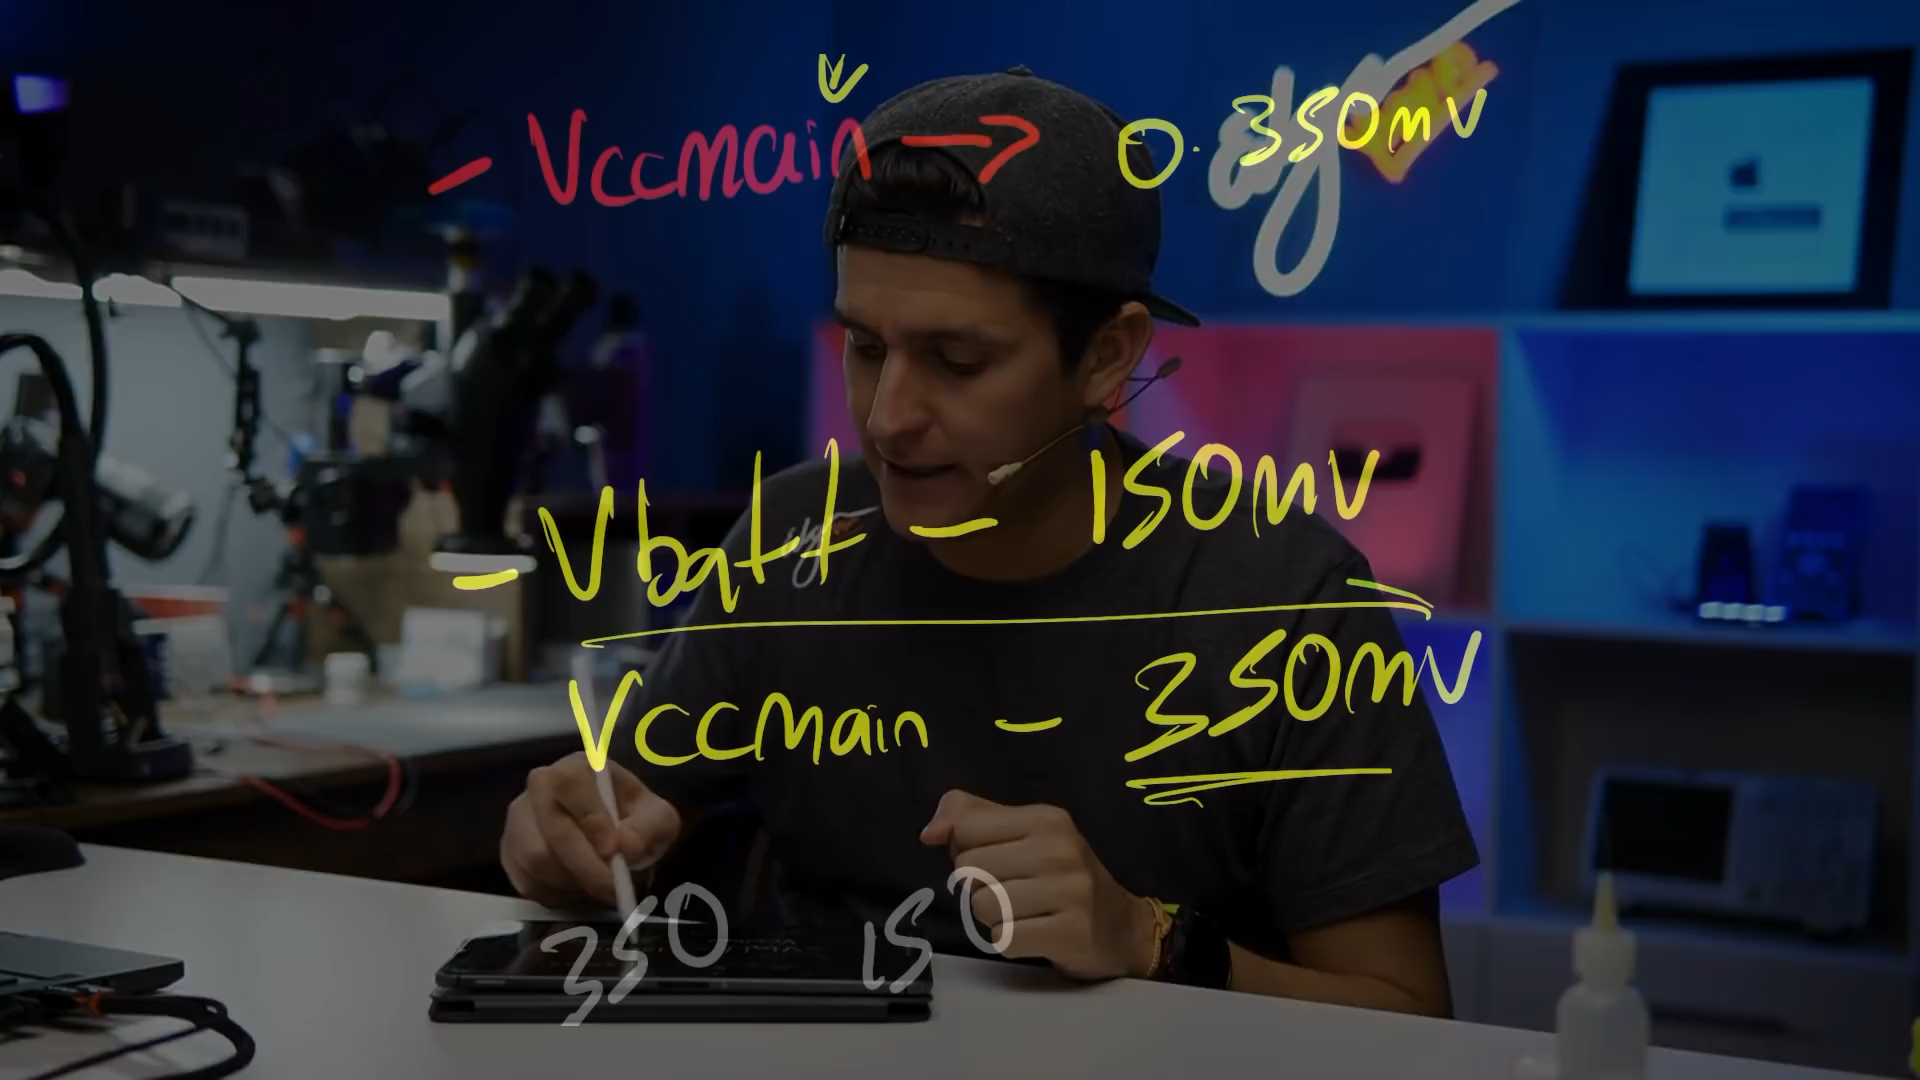 - Vccmain → 0.350mV
- Vbatt - 150mV
Vccmain - 350mV
350 150